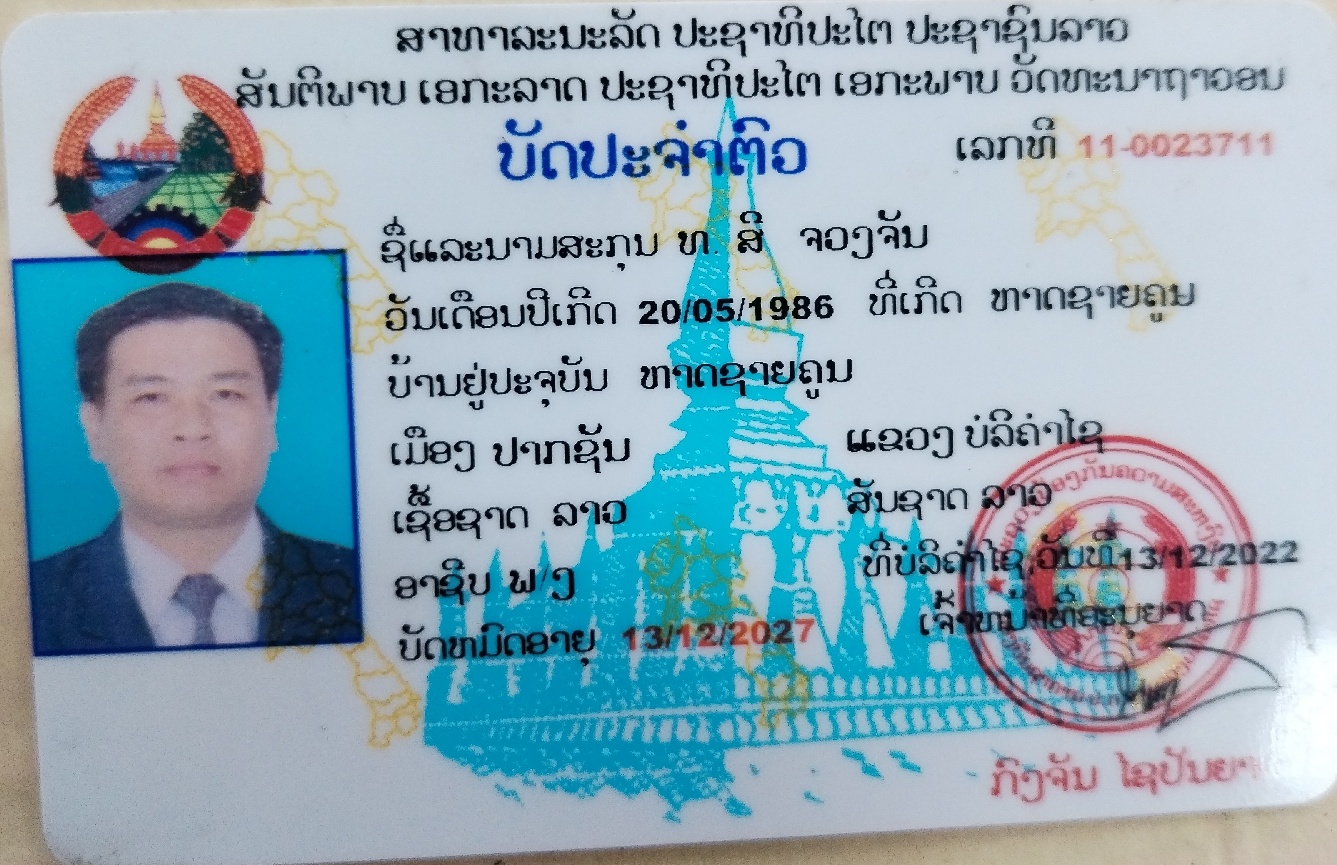 ສາທາລະນະລັດ ປະຊາທິປະໄຕ ປະຊາຊົນລາວ
ສັນຕິພາບ ເອກະລາດ ປະຊາທິປະໄຕ ເອກະພາບ ວັດທະນາຖາວອນ
ບັດປະຈຳຕົວ
ເລກທີ 11-0023711
ຊື່ແລະນາມສະກຸນ ທ. ສີ ຈອງຈັນ
ວັນເດືອນປີເກີດ 20/05/1986 ທີ່ເກີດ ຫາດຊາຍຄູນ
ບ້ານຢູ່ປະຈຸບັນ ຫາດຊາຍຄູນ
ເມືອງ ປາກຊັນ ແຂວງ ບໍລິຄຳໄຊ
ເຊື້ອຊາດ ລາວ ສັນຊາດ ລາວ
ອາຊີບ ພ/ງ ທີ່ບໍລິຄຳໄຊ,ວັນທີ 13/12/2022
ບັດຫມົດອາຍຸ 13/12/2027 ເຈົ້າຫນ້າທີ່ອະນຸຍາດ
ກົງຈັນ